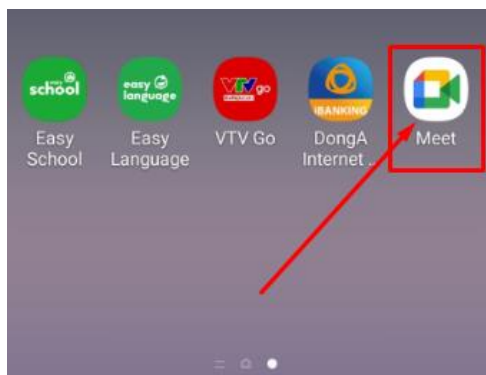 school
easy
language
VTV go
iBANKING
Easy School
Easy Language
VTV Go
DongA Internet ..
Meet